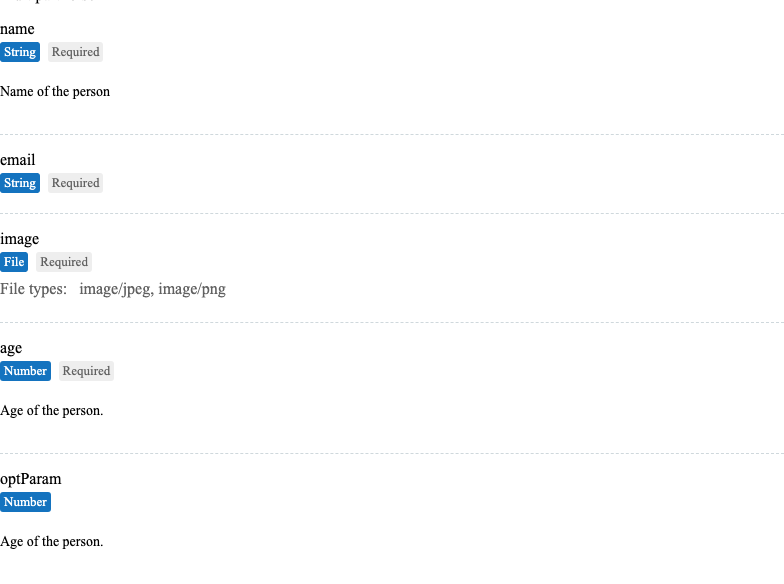 name
String Required
Name of the person
email
String Required
image
File Required
File types: image/jpeg, image/png
age
Number Required
Age of the person.
optParam
Number
Age of the person.